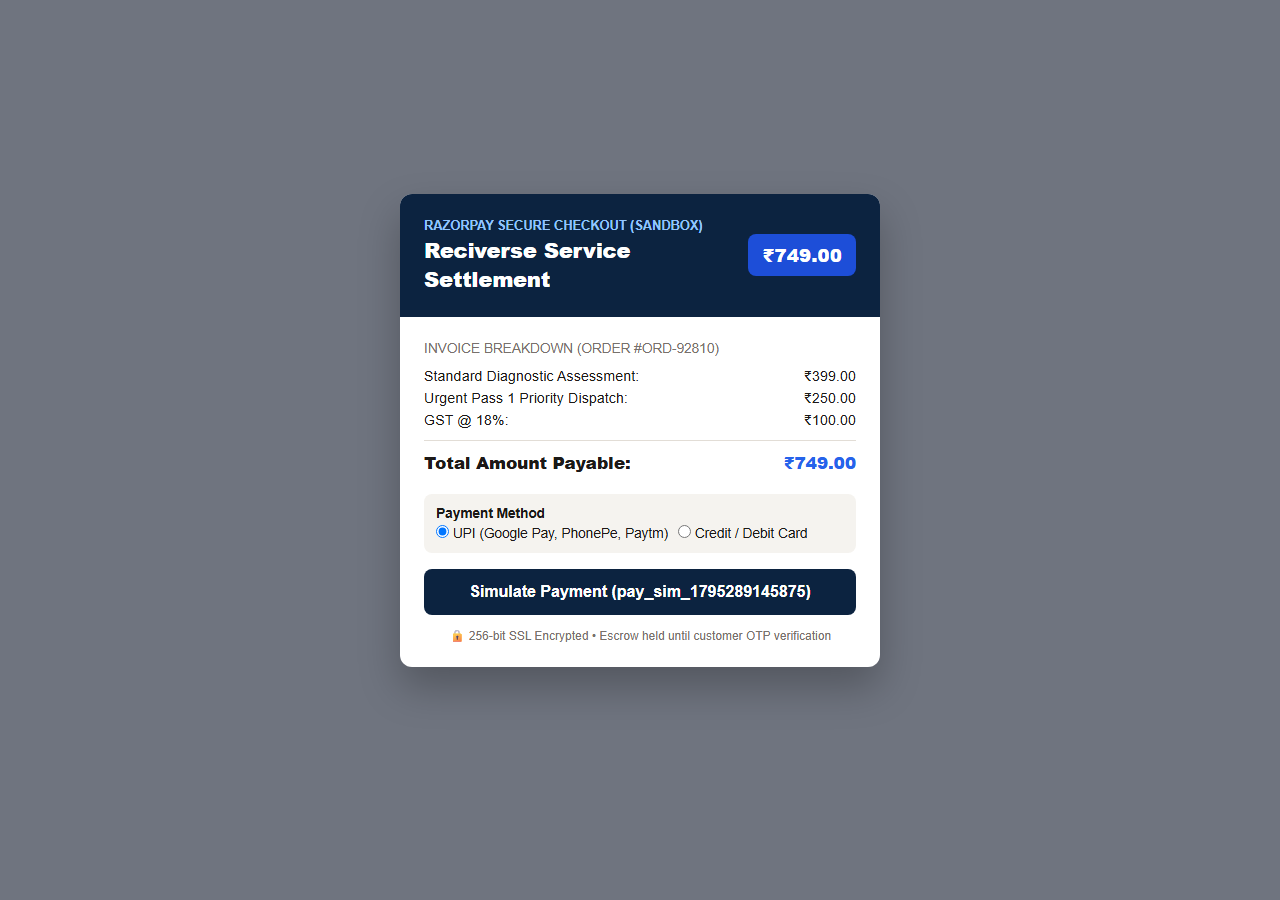 RAZORPAY SECURE CHECKOUT (SANDBOX)
Reciverse Service
Settlement
₹749.00
INVOICE BREAKDOWN (ORDER #ORD-92810)
Standard Diagnostic Assessment: ₹399.00
Urgent Pass 1 Priority Dispatch: ₹250.00
GST @ 18%: ₹100.00
Total Amount Payable: ₹749.00
Payment Method
UPI (Google Pay, PhonePe, Paytm) Credit / Debit Card
Simulate Payment (pay_sim_1795289145875)
🔒 256-bit SSL Encrypted • Escrow held until customer OTP verification